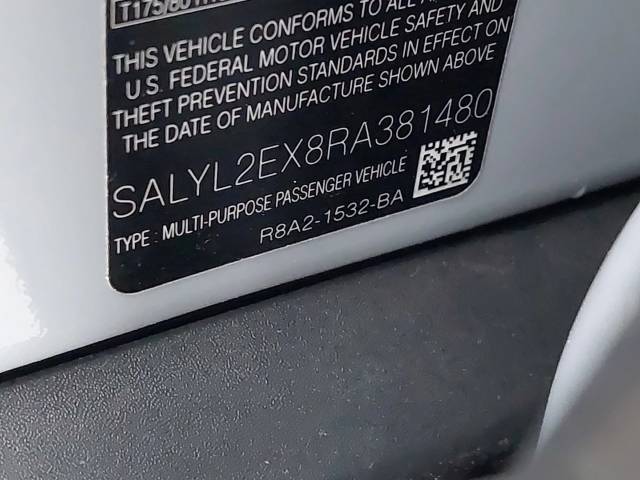 THIS VEHICLE CONFORMS TO ALL
U.S. FEDERAL MOTOR VEHICLE SAFETY AND
THEFT PREVENTION STANDARDS IN EFFECT ON
THE DATE OF MANUFACTURE SHOWN ABOVE
SALYL2EX8RA381480
TYPE : MULTI-PURPOSE PASSENGER VEHICLE
R8A2-1532-BA